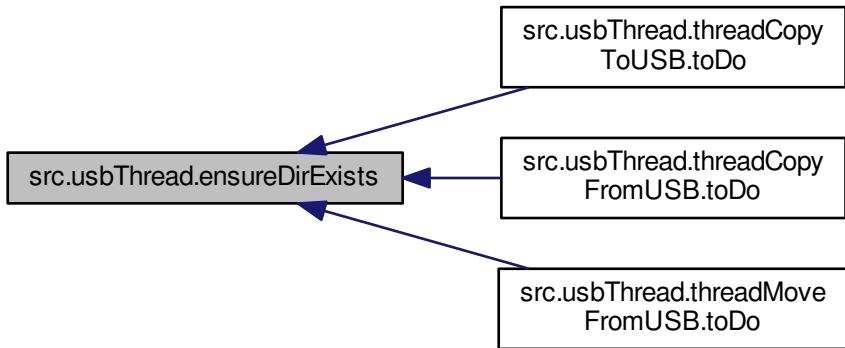 src.usbThread.threadCopy
ToUSB.toDo
src.usbThread.ensureDirExists
src.usbThread.threadCopy
FromUSB.toDo
src.usbThread.threadMove
FromUSB.toDo